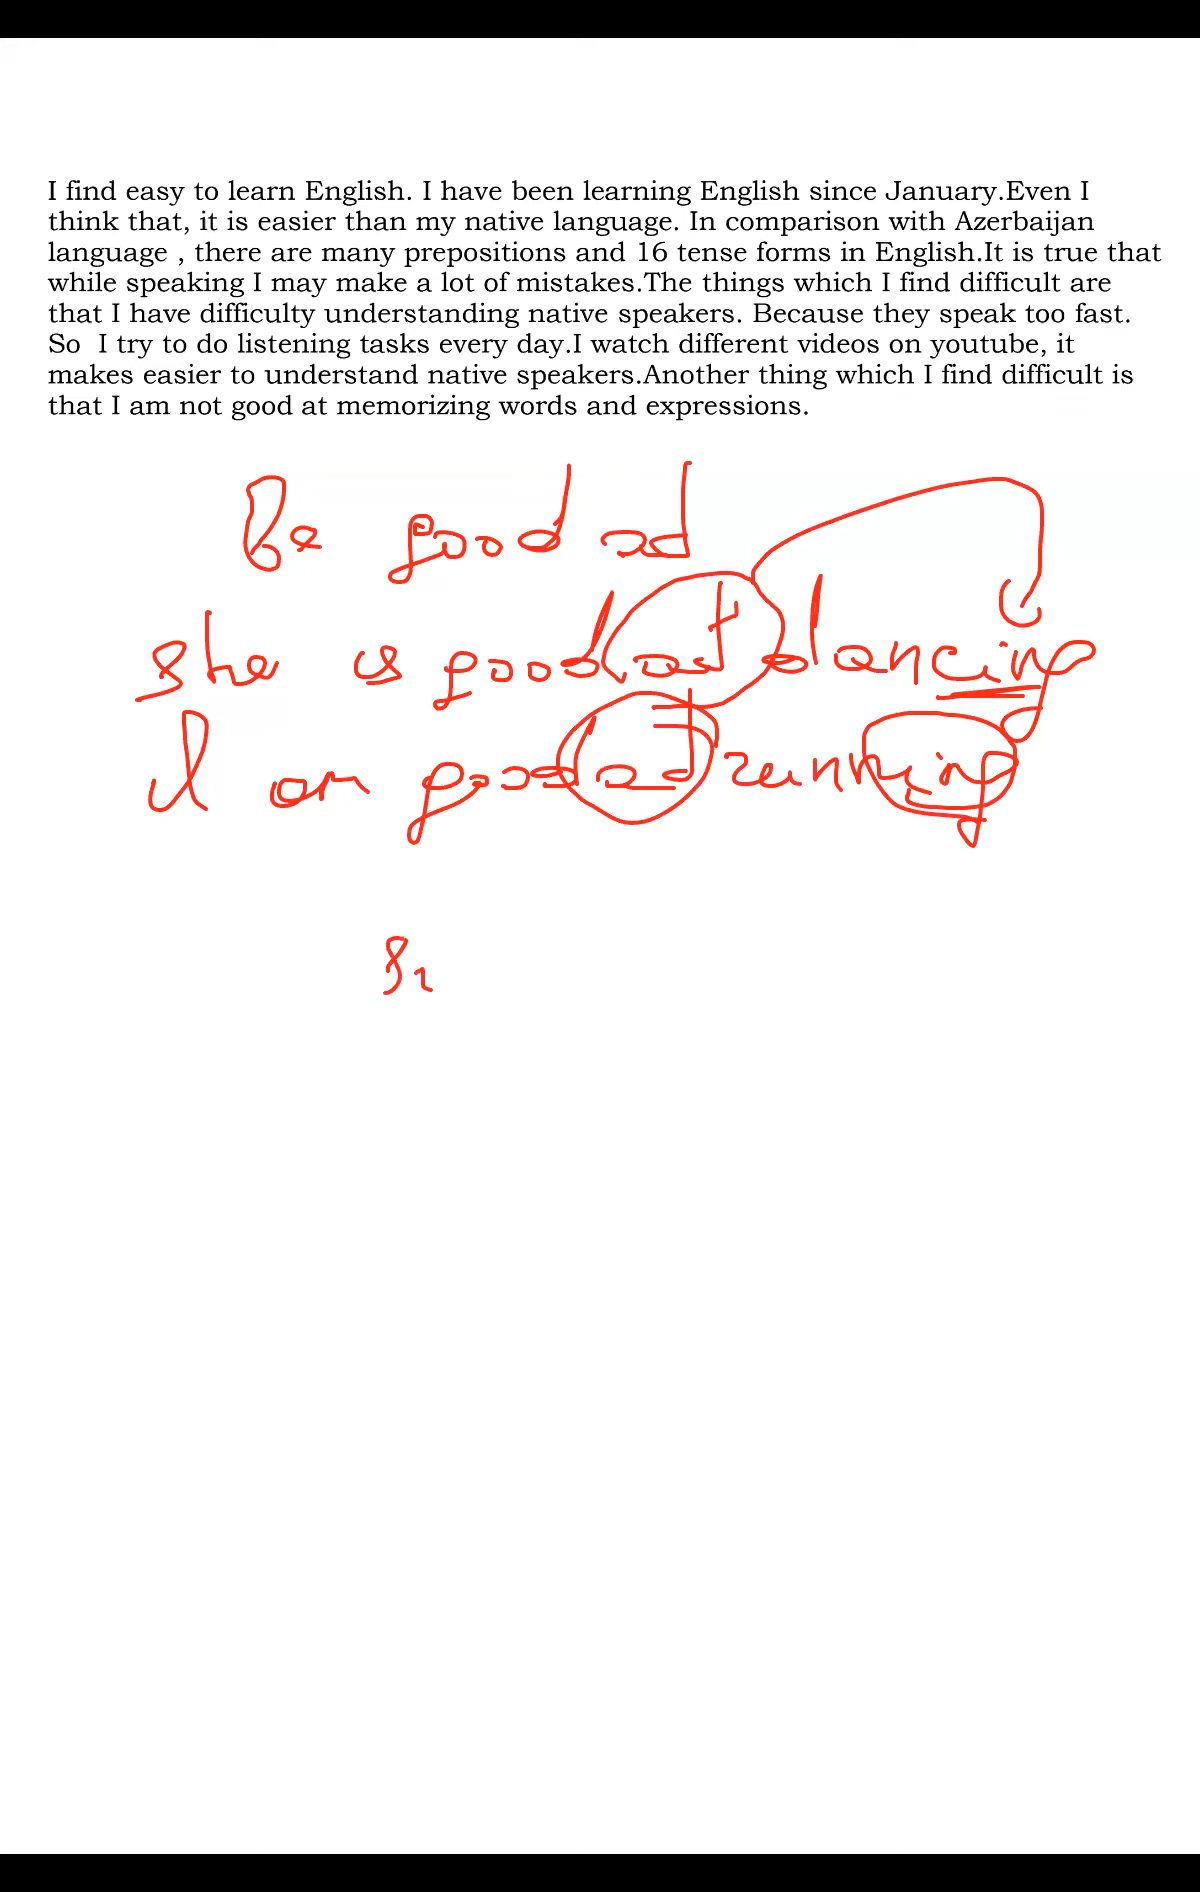 I find easy to learn English. I have been learning English since January.Even I
think that, it is easier than my native language. In comparison with Azerbaijan
language , there are many prepositions and 16 tense forms in English.It is true that
while speaking I may make a lot of mistakes.The things which I find difficult are
that I have difficulty understanding native speakers. Because they speak too fast.
So  I try to do listening tasks every day.I watch different videos on youtube, it
makes easier to understand native speakers.Another thing which I find difficult is
that I am not good at memorizing words and expressions.
Be good ad
she is good at dancing
I am good at running